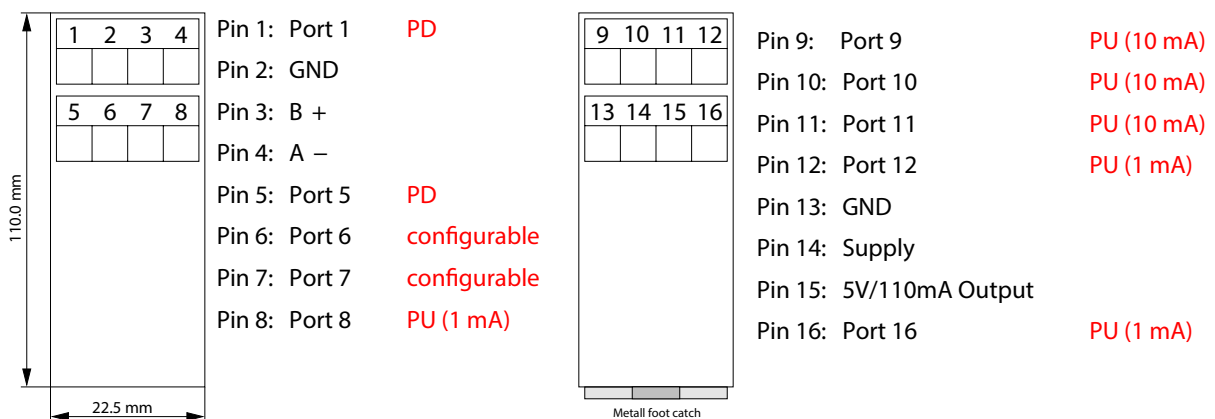 1 2 3 4
5 6 7 8
110.0 mm
22.5 mm
Pin 1: Port 1 PD
Pin 2: GND
Pin 3: B +
Pin 4: A −
Pin 5: Port 5 PD
Pin 6: Port 6 configurable
Pin 7: Port 7 configurable
Pin 8: Port 8 PU (1 mA)
9 10 11 12
13 14 15 16
Metall foot catch
Pin 9: Port 9 PU (10 mA)
Pin 10: Port 10 PU (10 mA)
Pin 11: Port 11 PU (10 mA)
Pin 12: Port 12 PU (1 mA)
Pin 13: GND
Pin 14: Supply
Pin 15: 5V/110mA Output
Pin 16: Port 16 PU (1 mA)